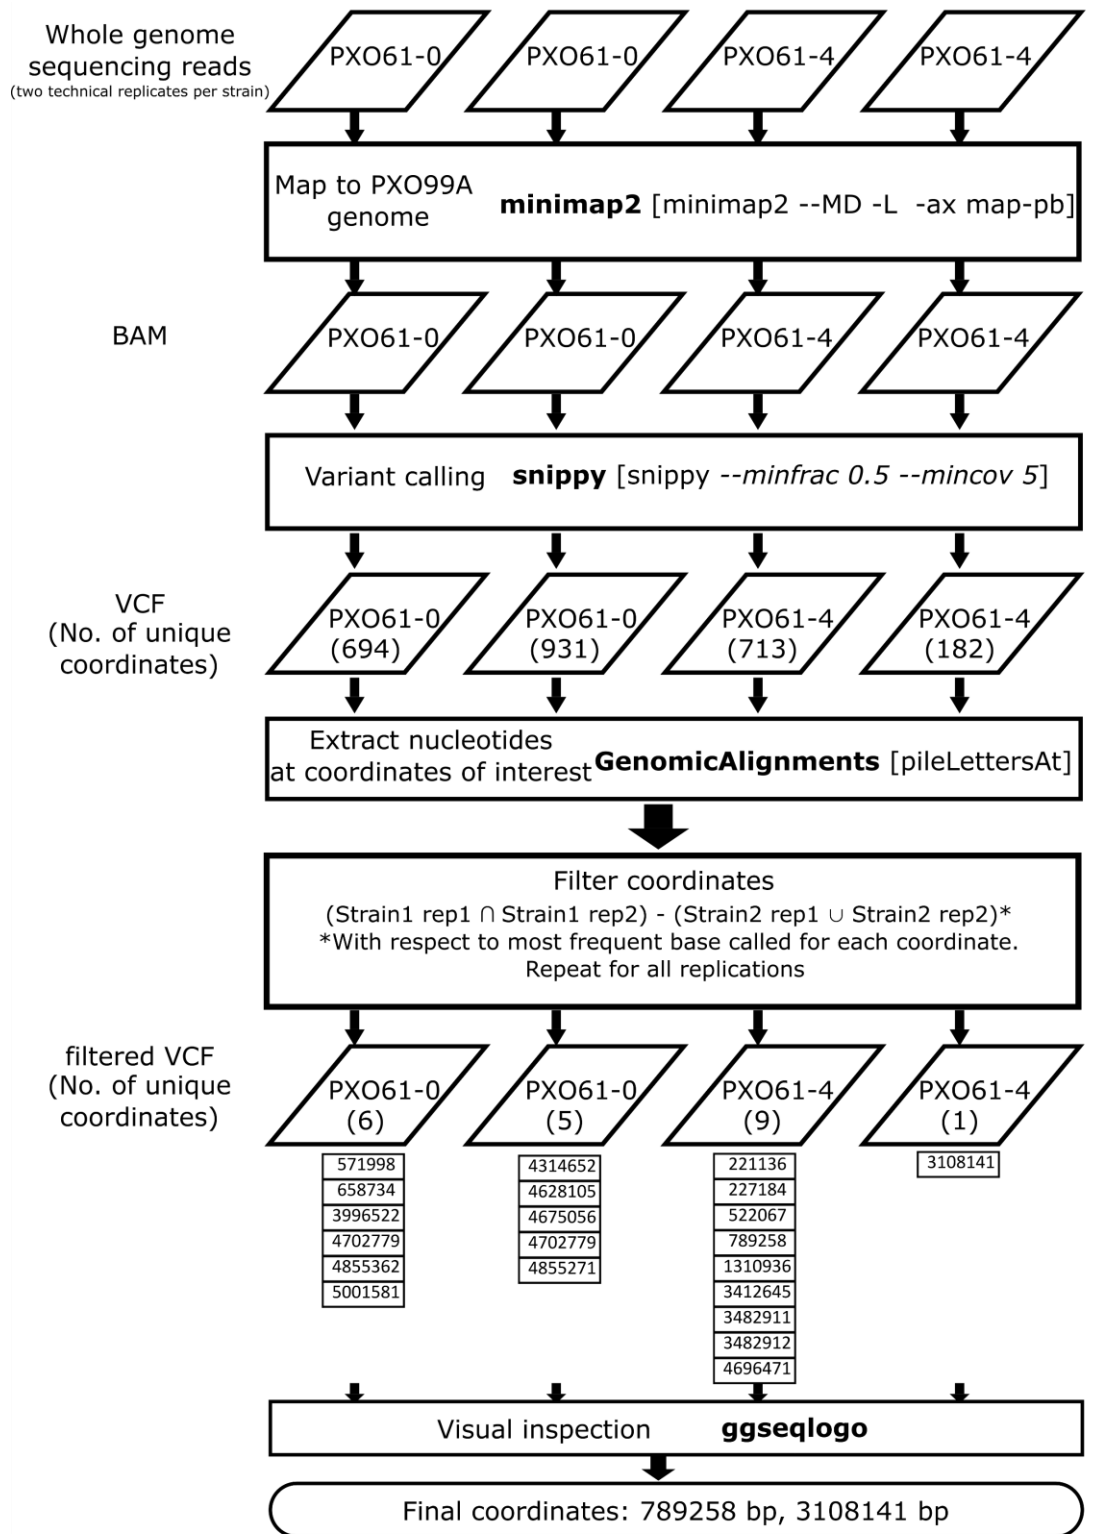 Whole genome
sequencing reads
(two technical replicates per strain)
PXO61-0 PXO61-0 PXO61-4 PXO61-4
Map to PXO99A
genome
minimap2 [minimap2 --MD -L -ax map-pb]
BAM
PXO61-0 PXO61-0 PXO61-4 PXO61-4
Variant calling snippy [snippy --minfrac 0.5 --mincov 5]
VCF
(No. of unique
coordinates)
PXO61-0 PXO61-0 PXO61-4 PXO61-4
(694) (931) (713) (182)
Extract nucleotides
at coordinates of interest
GenomicAlignments [pileLettersAt]
Filter coordinates
(Strain1 rep1 ∩ Strain1 rep2) - (Strain2 rep1 ∪ Strain2 rep2)*
*With respect to most frequent base called for each coordinate.
Repeat for all replications
filtered VCF
(No. of unique
coordinates)
PXO61-0 PXO61-0 PXO61-4 PXO61-4
(6) (5) (9) (1)
571998 4314652 221136 3108141
658734 4628105 227184
3996522 4675056 522067
4702779 4702779 789258
4855362 4855271 1310936
5001581 3412645
3482911
3482912
4696471
Visual inspection ggseqlogo
Final coordinates: 789258 bp, 3108141 bp